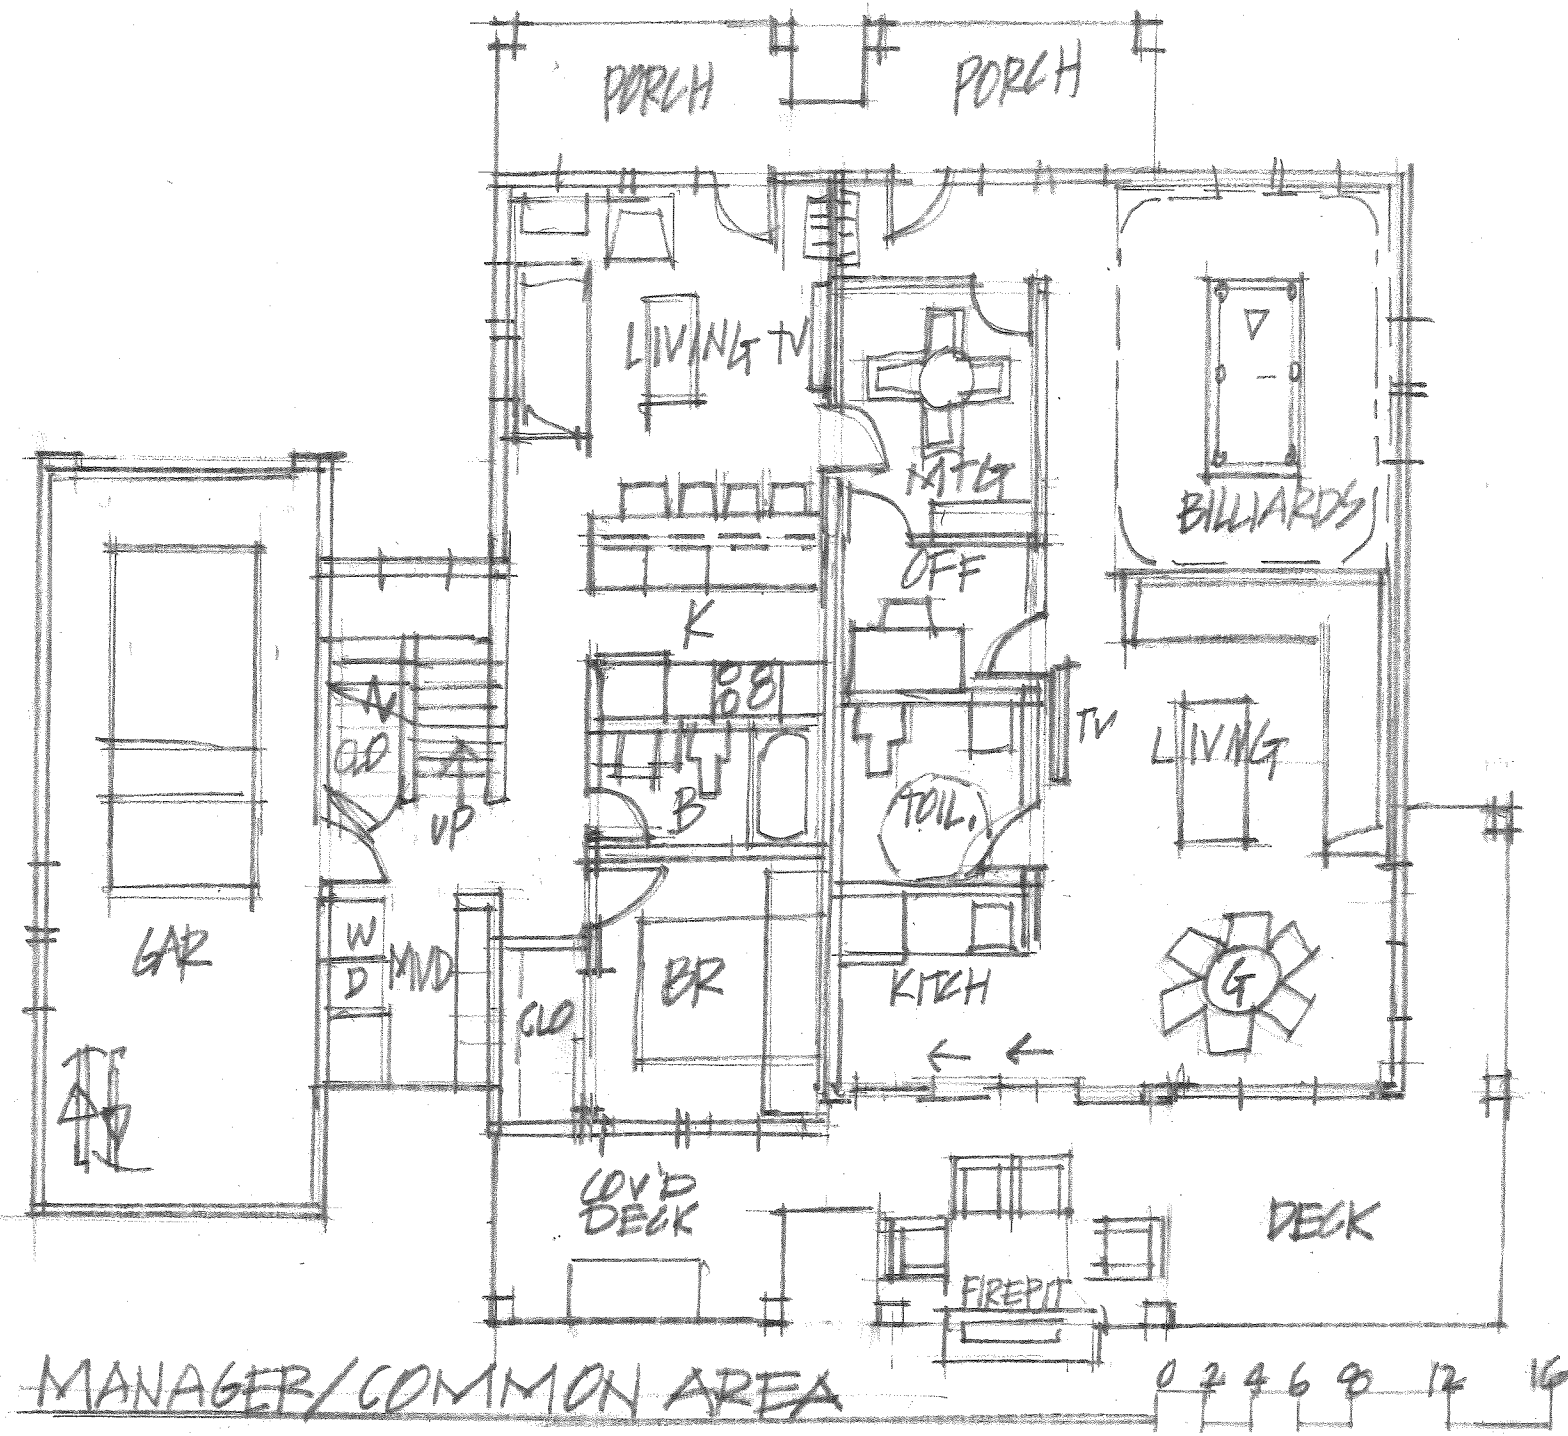 PORCH
PORCH
LIVING TV
MTG
BILLIARDS
OFF
K
TV
LIVING
UP
B
TOIL.
W
D
MUD
GAR
CLO
BR
KITCH
G
COV'D
DECK
DECK
FIREPIT
MANAGER/COMMON AREA
0 2 4 6 8 12 16